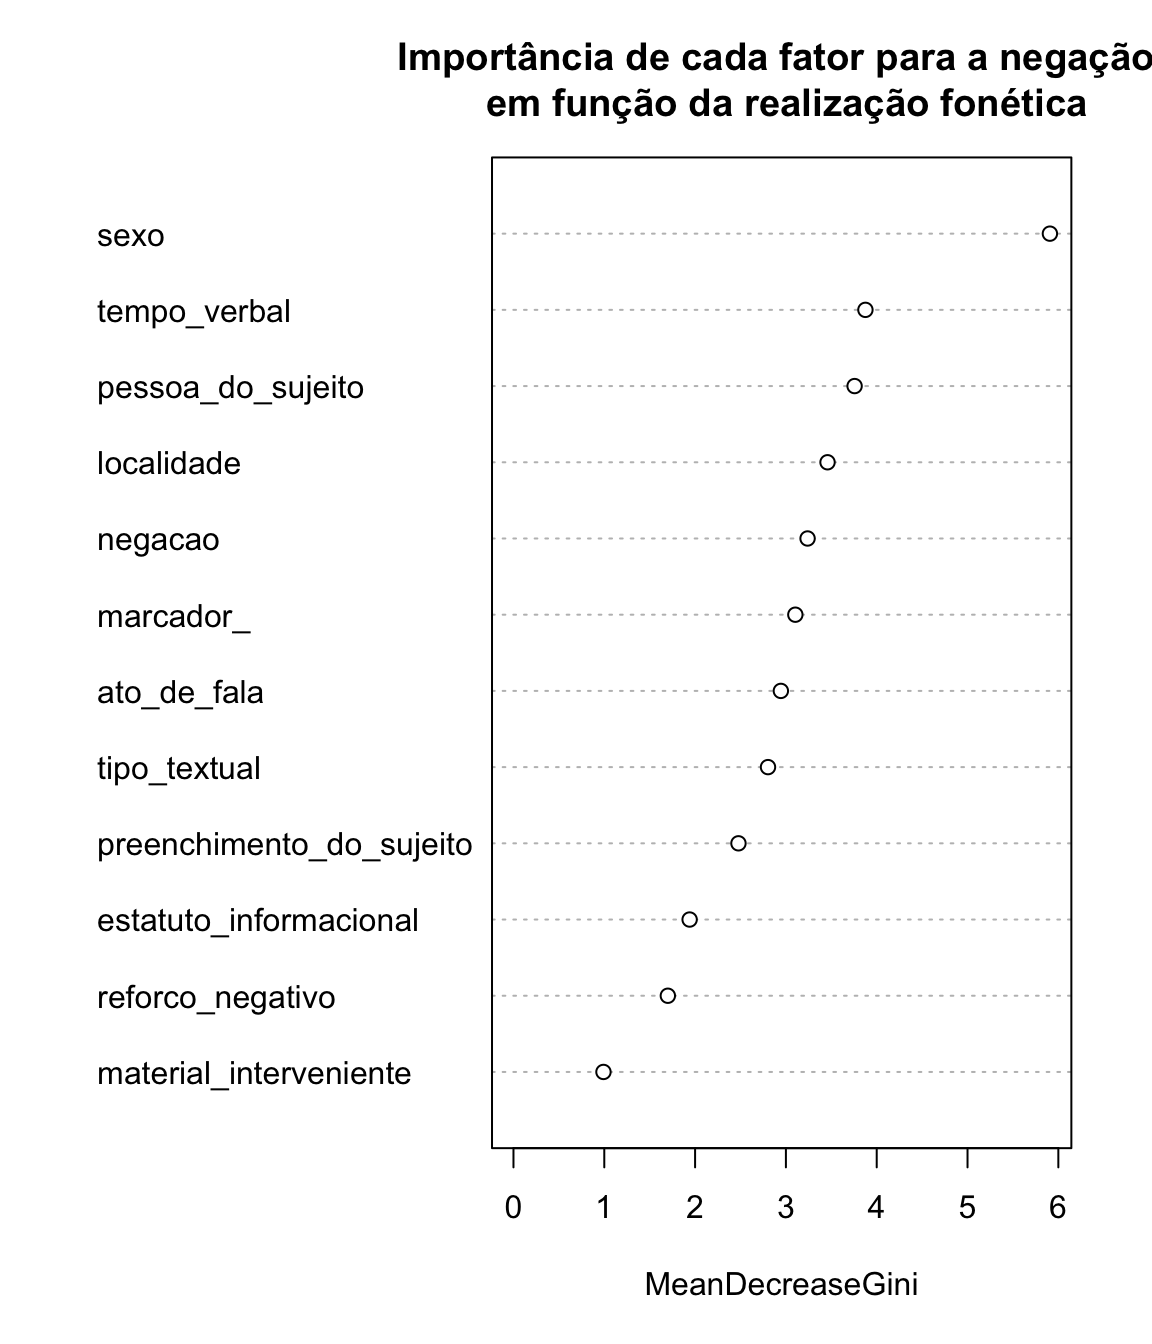 Importância de cada fator para a negação
em função da realização fonética
sexo
tempo_verbal
pessoa_do_sujeito
localidade
negacao
marcador_
ato_de_fala
tipo_textual
preenchimento_do_sujeito
estatuto_informacional
reforco_negativo
material_interveniente
0 1 2 3 4 5 6
MeanDecreaseGini